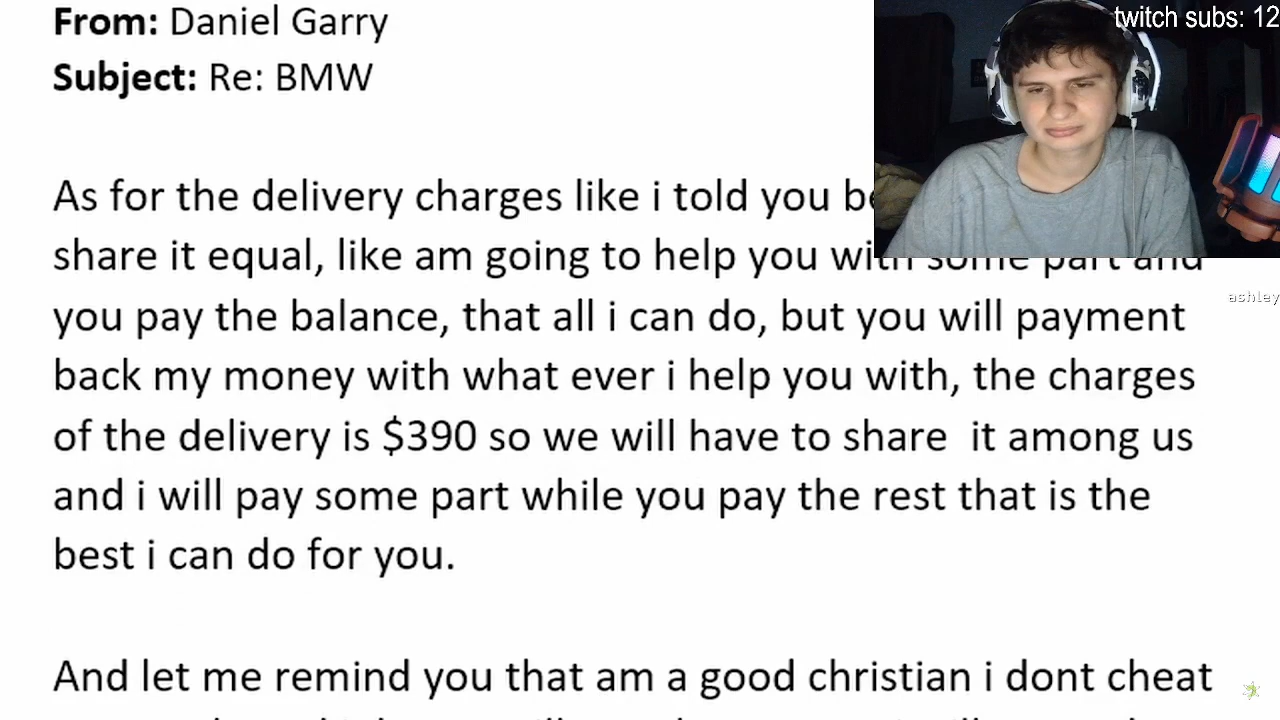 From: Daniel Garry
Subject: Re: BMW
twitch subs: 12
As for the delivery charges like i told you
share it equal, like am going to help you with some part and
ashley
you pay the balance, that all i can do, but you will payment
back my money with what ever i help you with, the charges
of the delivery is $390 so we will have to share  it among us
and i will pay some part while you pay the rest that is the
best i can do for you.
And let me remind you that am a good christian i dont cheat